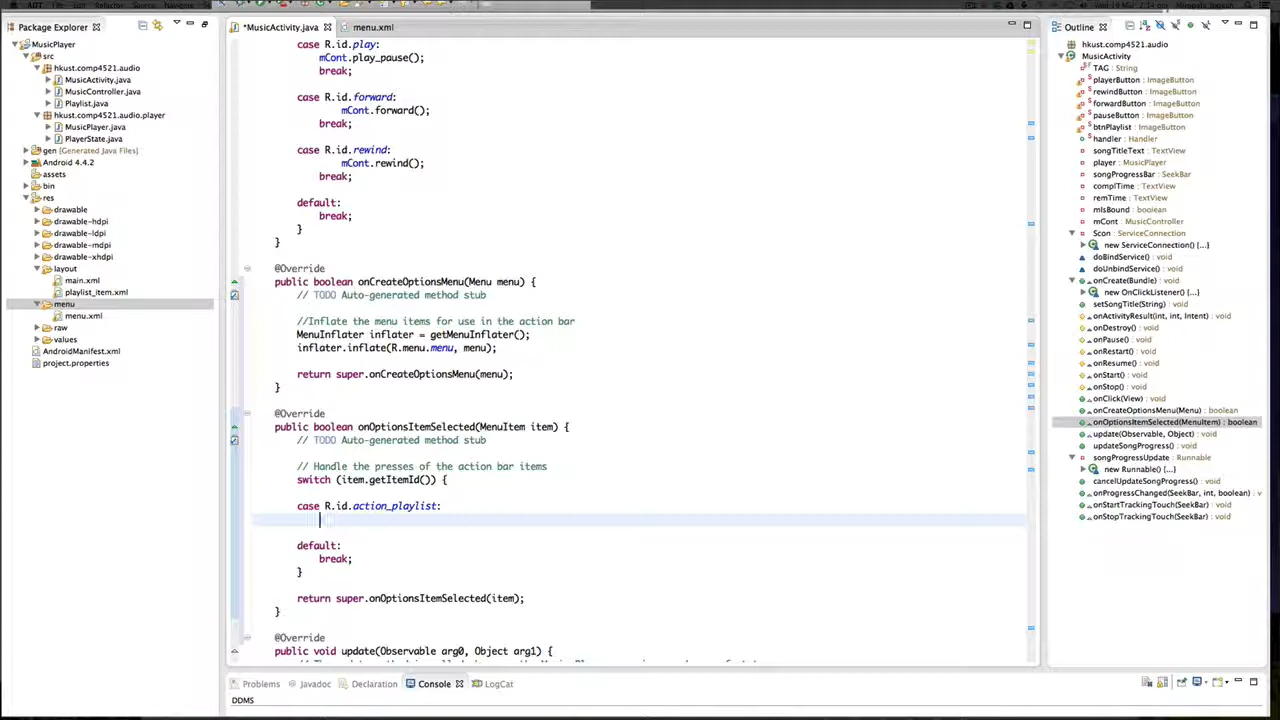 Package Explorer
*MusicActivity.java
menu.xml
Outline
MusicPlayer
src
hkust.comp4521.audio
MusicActivity.java
MusicController.java
Playlist.java
hkust.comp4521.audio.player
MusicPlayer.java
PlayerState.java
gen [Generated Java Files]
Android 4.4.2
assets
bin
res
drawable
drawable-hdpi
drawable-ldpi
drawable-mdpi
drawable-xhdpi
layout
main.xml
playlist_item.xml
menu
menu.xml
raw
values
AndroidManifest.xml
project.properties
case R.id.play:
mCont.play_pause();
break;
case R.id.forward:
mCont.forward();
break;
case R.id.rewind:
mCont.rewind();
break;
default:
break;
}
}
@Override
public boolean onCreateOptionsMenu(Menu menu) {
// TODO Auto-generated method stub
//Inflate the menu items for use in the action bar
MenuInflater inflater = getMenuInflater();
inflater.inflate(R.menu.menu, menu);
return super.onCreateOptionsMenu(menu);
}
@Override
public boolean onOptionsItemSelected(MenuItem item) {
// TODO Auto-generated method stub
// Handle the presses of the action bar items
switch (item.getItemId()) {
case R.id.action_playlist:
default:
break;
}
return super.onOptionsItemSelected(item);
}
@Override
public void update(Observable arg0, Object arg1) {
hkust.comp4521.audio
MusicActivity
TAG : String
playerButton : ImageButton
rewindButton : ImageButton
forwardButton : ImageButton
pauseButton : ImageButton
btnPlaylist : ImageButton
handler : Handler
songTitleText : TextView
player : MusicPlayer
songProgressBar : SeekBar
complTime : TextView
remTime : TextView
mIsBound : boolean
mCont : MusicController
Scon : ServiceConnection
new ServiceConnection() {...}
doBindService() : void
doUnbindService() : void
onCreate(Bundle) : void
new OnClickListener() {...}
setSongTitle(String) : void
onActivityResult(int, int, Intent) : void
onDestroy() : void
onPause() : void
onRestart() : void
onResume() : void
onStart() : void
onStop() : void
onClick(View) : void
onCreateOptionsMenu(Menu) : boolean
onOptionsItemSelected(MenuItem) : boolean
update(Observable, Object) : void
updateSongProgress() : void
songProgressUpdate : Runnable
new Runnable() {...}
cancelUpdateSongProgress() : void
onProgressChanged(SeekBar, int, boolean) : void
onStartTrackingTouch(SeekBar) : void
onStopTrackingTouch(SeekBar) : void
Problems
Javadoc
Declaration
Console
LogCat
DDMS